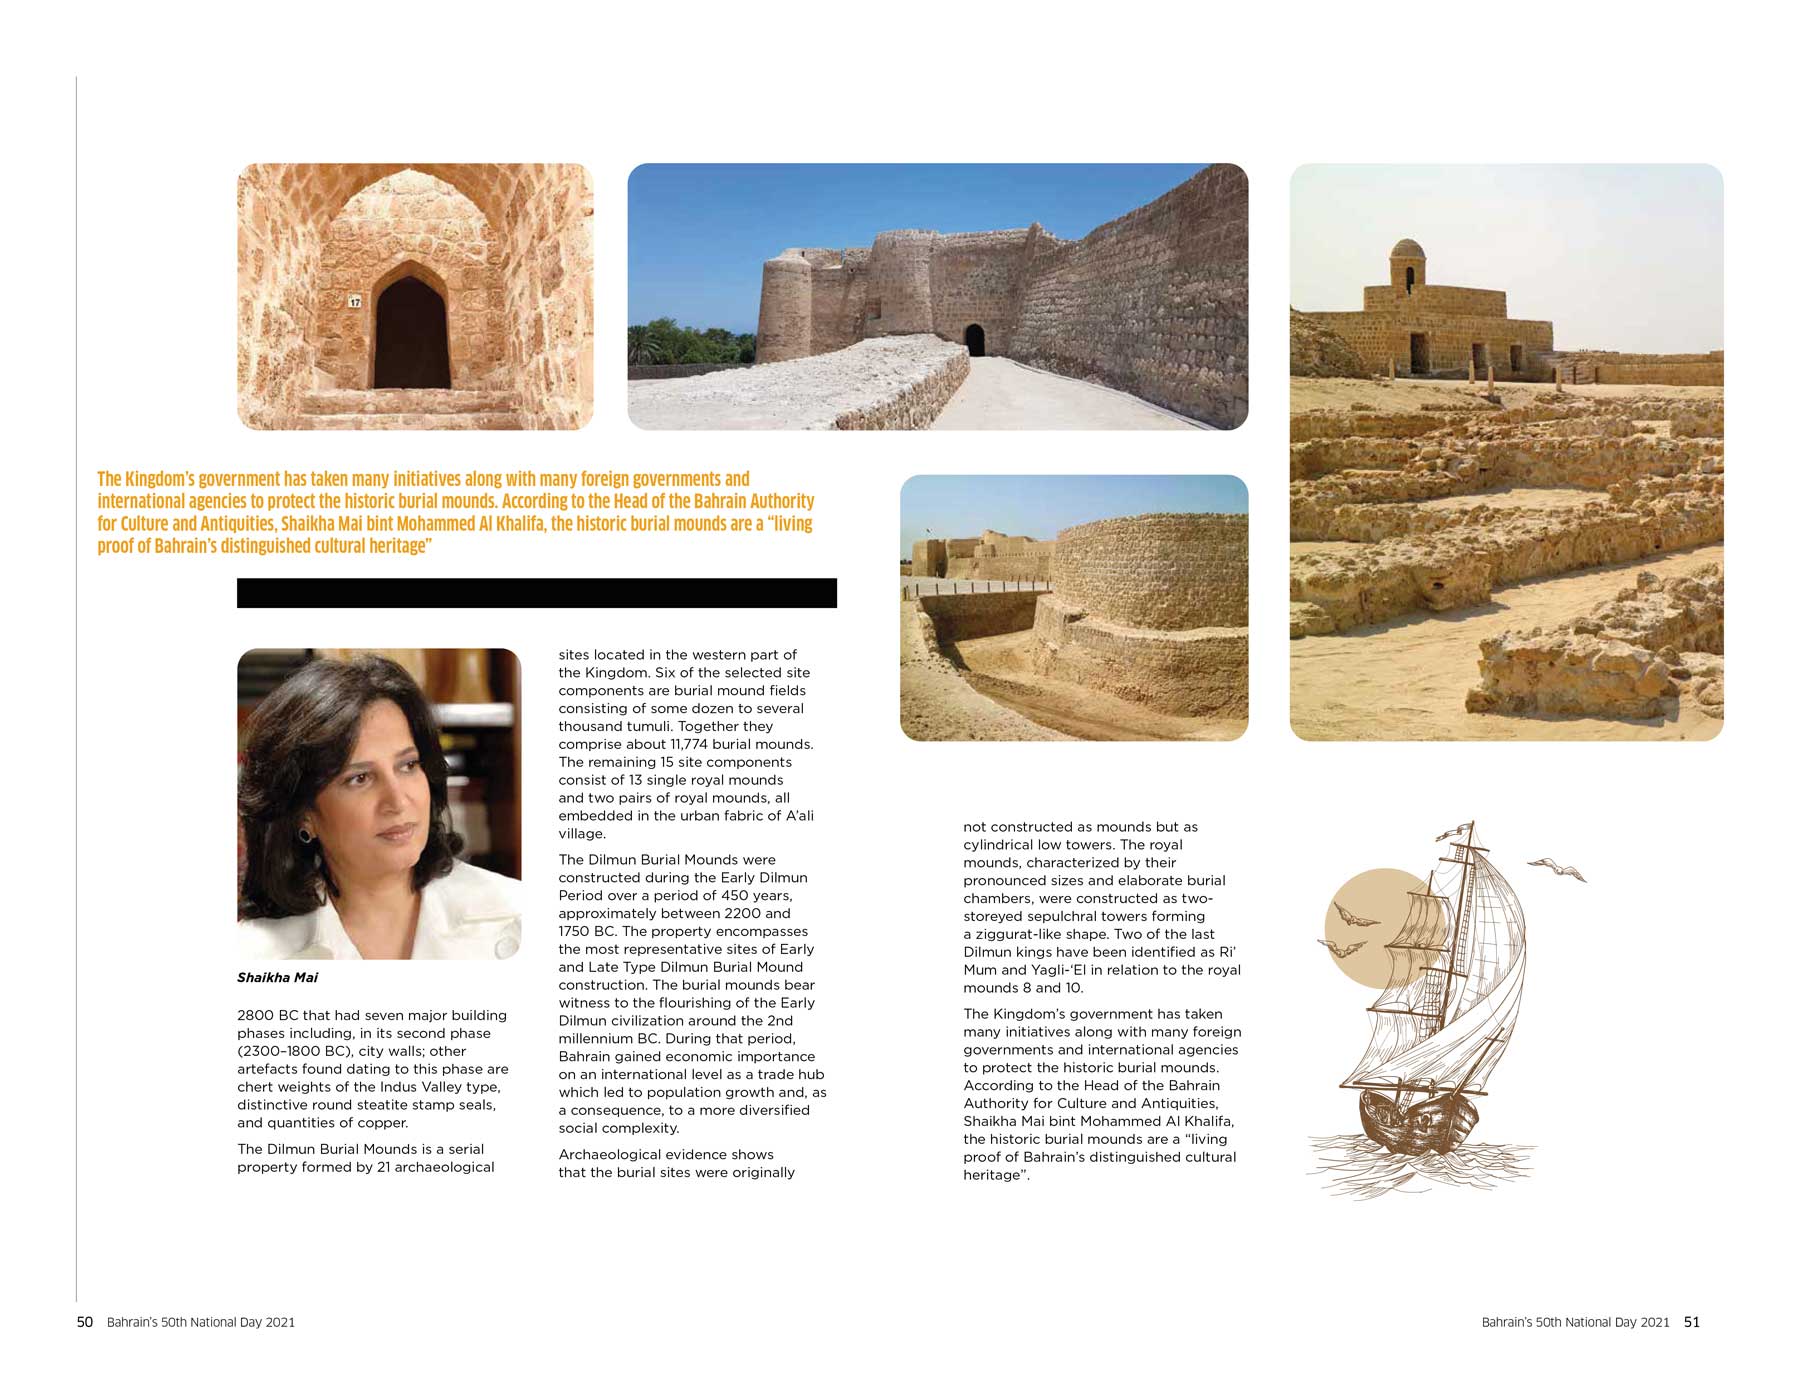 17
The Kingdom's government has taken many initiatives along with many foreign governments and
international agencies to protect the historic burial mounds. According to the Head of the Bahrain Authority
for Culture and Antiquities, Shaikha Mai bint Mohammed Al Khalifa, the historic burial mounds are a “living
proof of Bahrain's distinguished cultural heritage”
Shaikha Mai
2800 BC that had seven major building
phases including, in its second phase
(2300–1800 BC), city walls; other
artefacts found dating to this phase are
chert weights of the Indus Valley type,
distinctive round steatite stamp seals,
and quantities of copper.
The Dilmun Burial Mounds is a serial
property formed by 21 archaeological
sites located in the western part of
the Kingdom. Six of the selected site
components are burial mound fields
consisting of some dozen to several
thousand tumuli. Together they
comprise about 11,774 burial mounds.
The remaining 15 site components
consist of 13 single royal mounds
and two pairs of royal mounds, all
embedded in the urban fabric of A’ali
village.
The Dilmun Burial Mounds were
constructed during the Early Dilmun
Period over a period of 450 years,
approximately between 2200 and
1750 BC. The property encompasses
the most representative sites of Early
and Late Type Dilmun Burial Mound
construction. The burial mounds bear
witness to the flourishing of the Early
Dilmun civilization around the 2nd
millennium BC. During that period,
Bahrain gained economic importance
on an international level as a trade hub
which led to population growth and, as
a consequence, to a more diversified
social complexity.
Archaeological evidence shows
that the burial sites were originally
not constructed as mounds but as
cylindrical low towers. The royal
mounds, characterized by their
pronounced sizes and elaborate burial
chambers, were constructed as two-
storeyed sepulchral towers forming
a ziggurat-like shape. Two of the last
Dilmun kings have been identified as Ri’
Mum and Yagli-‘El in relation to the royal
mounds 8 and 10.
The Kingdom’s government has taken
many initiatives along with many foreign
governments and international agencies
to protect the historic burial mounds.
According to the Head of the Bahrain
Authority for Culture and Antiquities,
Shaikha Mai bint Mohammed Al Khalifa,
the historic burial mounds are a “living
proof of Bahrain’s distinguished cultural
heritage”.
50 Bahrain’s 50th National Day 2021
Bahrain’s 50th National Day 2021 51